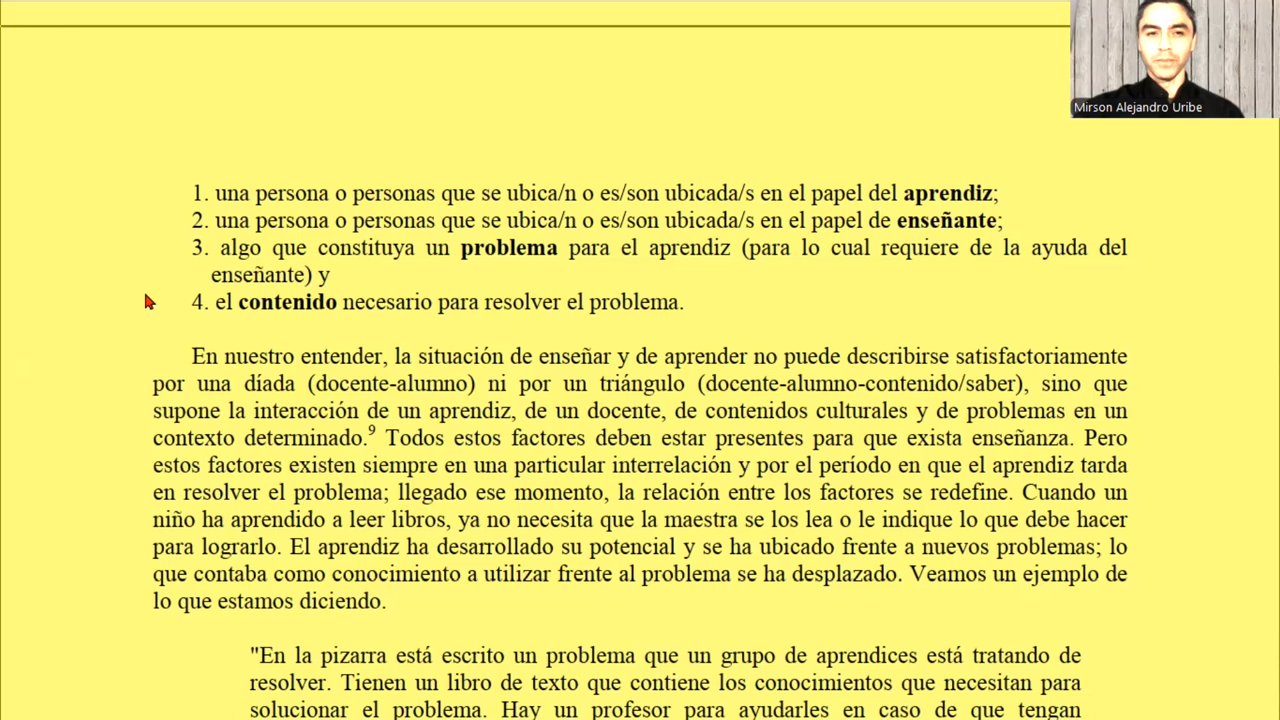 Mirson Alejandro Uribe
1. una persona o personas que se ubica/n o es/son ubicada/s en el papel del aprendiz;
2. una persona o personas que se ubica/n o es/son ubicada/s en el papel de enseñante;
3. algo que constituya un problema para el aprendiz (para lo cual requiere de la ayuda del
enseñante) y
4. el contenido necesario para resolver el problema.
En nuestro entender, la situación de enseñar y de aprender no puede describirse satisfactoriamente
por una díada (docente-alumno) ni por un triángulo (docente-alumno-contenido/saber), sino que
supone la interacción de un aprendiz, de un docente, de contenidos culturales y de problemas en un
contexto determinado.⁹ Todos estos factores deben estar presentes para que exista enseñanza. Pero
estos factores existen siempre en una particular interrelación y por el período en que el aprendiz tarda
en resolver el problema; llegado ese momento, la relación entre los factores se redefine. Cuando un
niño ha aprendido a leer libros, ya no necesita que la maestra se los lea o le indique lo que debe hacer
para lograrlo. El aprendiz ha desarrollado su potencial y se ha ubicado frente a nuevos problemas; lo
que contaba como conocimiento a utilizar frente al problema se ha desplazado. Veamos un ejemplo de
lo que estamos diciendo.
"En la pizarra está escrito un problema que un grupo de aprendices está tratando de
resolver. Tienen un libro de texto que contiene los conocimientos que necesitan para
solucionar el problema. Hay un profesor para ayudarles en caso de que tengan